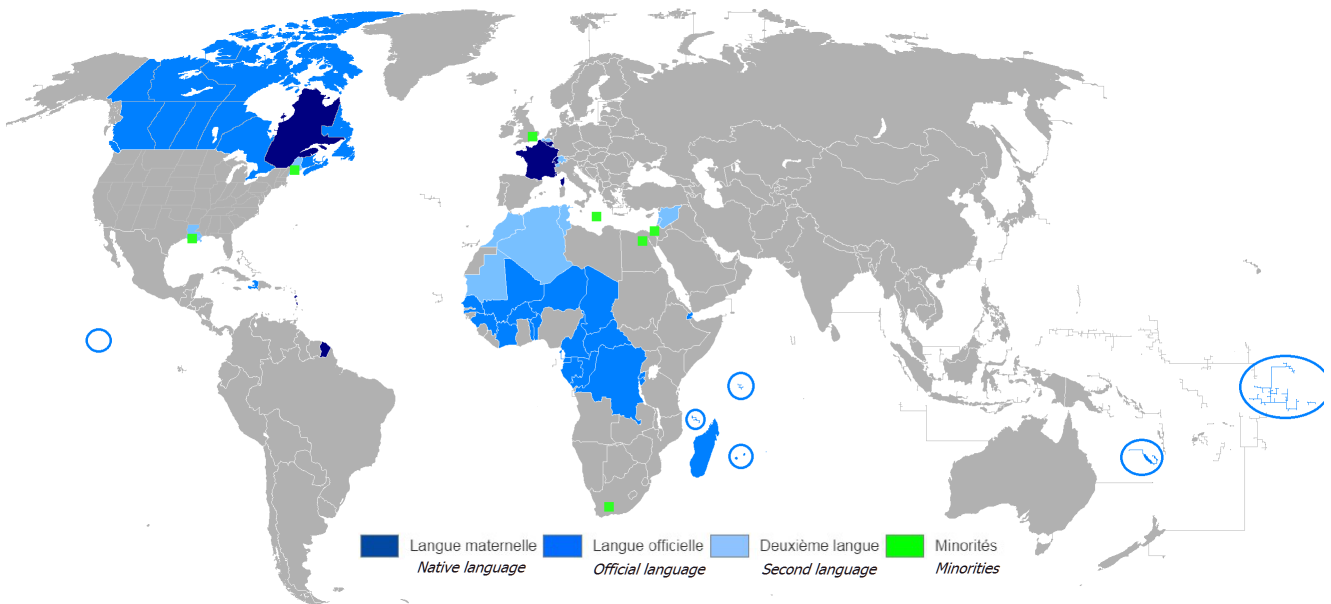 Langue maternelle Langue officielle Deuxième langue Minorités
Native language Official language Second language Minorities